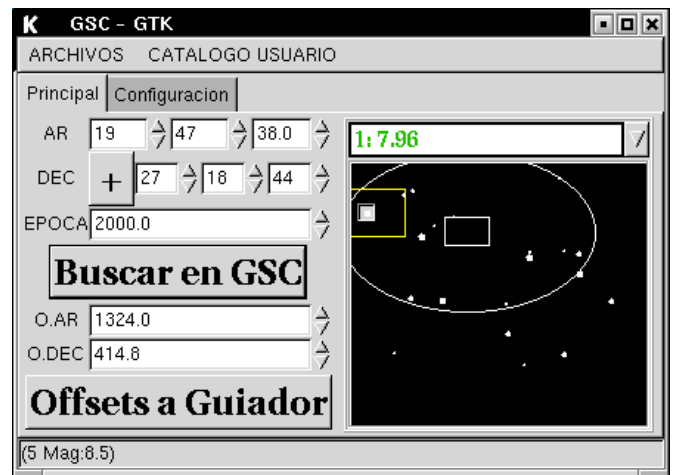 GSC - GTK
ARCHIVOS CATALOGO USUARIO
Principal Configuracion
AR 19 47 38.0
DEC + 27 18 44
EPOCA 2000.0
Buscar en GSC
O.AR 1324.0
O.DEC 414.8
Offsets a Guiador
1: 7.96
(5 Mag:8.5)